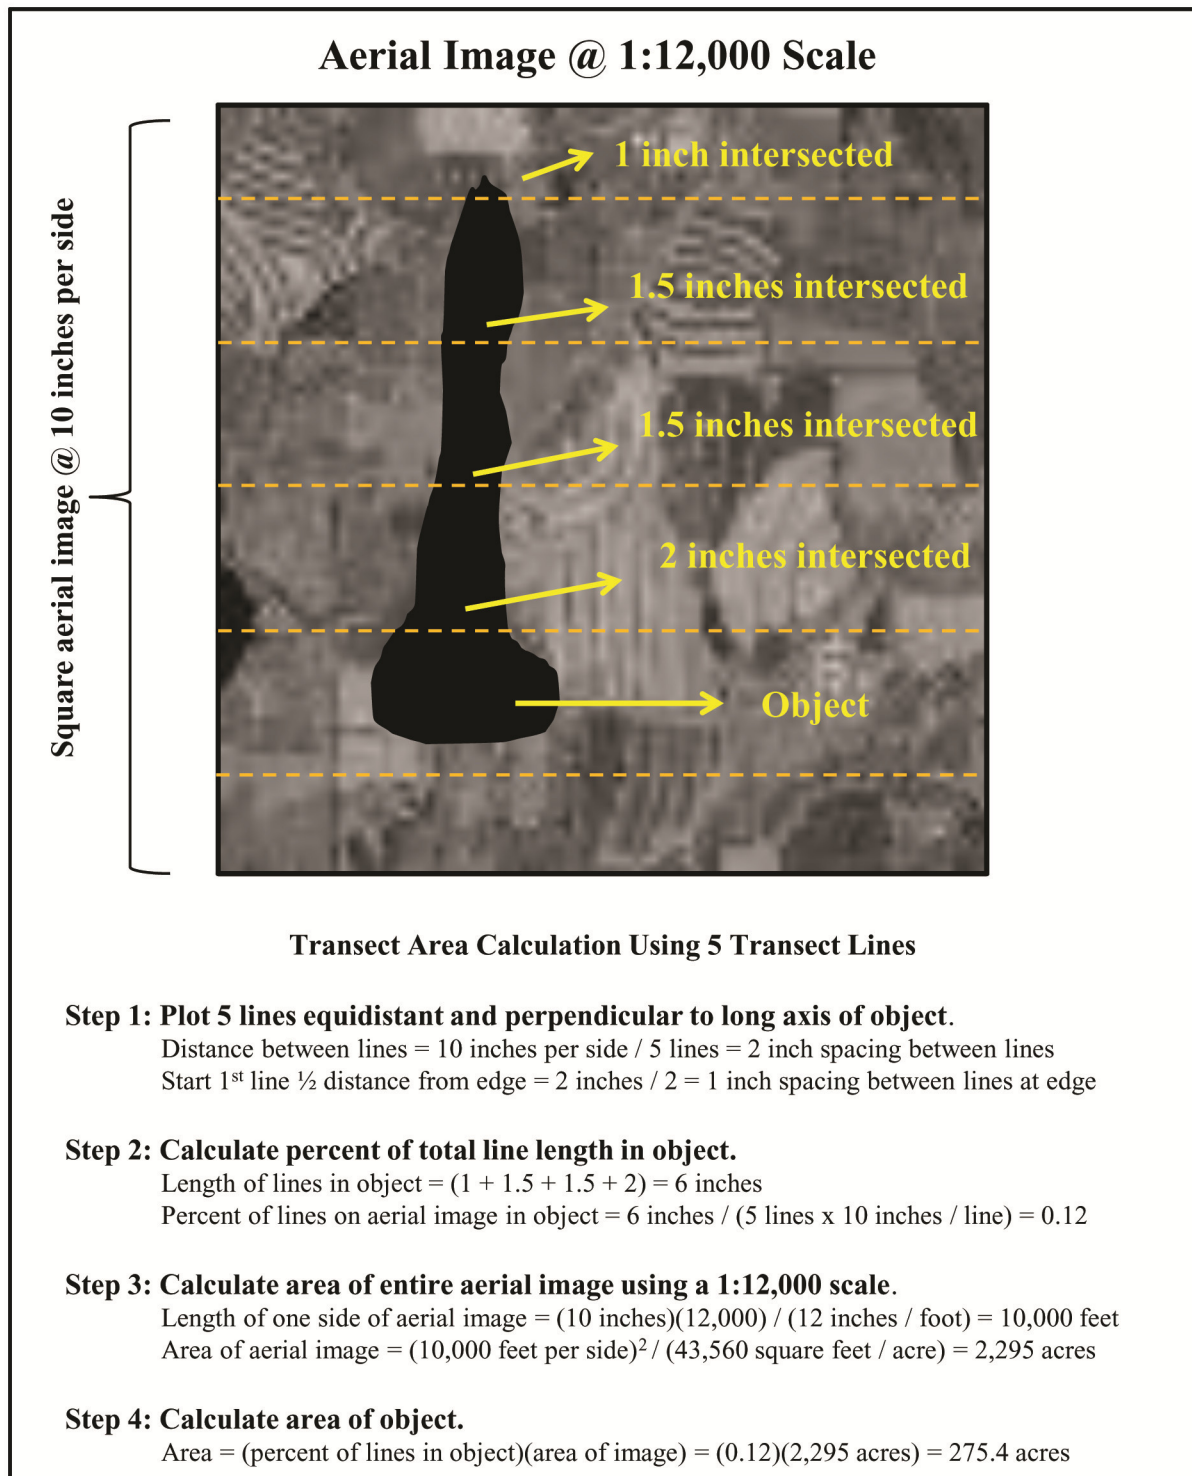 Aerial Image @ 1:12,000 Scale
Square aerial image @ 10 inches per side
1 inch intersected
1.5 inches intersected
1.5 inches intersected
2 inches intersected
Object
Transect Area Calculation Using 5 Transect Lines
Step 1: Plot 5 lines equidistant and perpendicular to long axis of object.
Distance between lines = 10 inches per side / 5 lines = 2 inch spacing between lines
Start 1st line ½ distance from edge = 2 inches / 2 = 1 inch spacing between lines at edge
Step 2: Calculate percent of total line length in object.
Length of lines in object = (1 + 1.5 + 1.5 + 2) = 6 inches
Percent of lines on aerial image in object = 6 inches / (5 lines x 10 inches / line) = 0.12
Step 3: Calculate area of entire aerial image using a 1:12,000 scale.
Length of one side of aerial image = (10 inches)(12,000) / (12 inches / foot) = 10,000 feet
Area of aerial image = (10,000 feet per side)² / (43,560 square feet / acre) = 2,295 acres
Step 4: Calculate area of object.
Area = (percent of lines in object)(area of image) = (0.12)(2,295 acres) = 275.4 acres